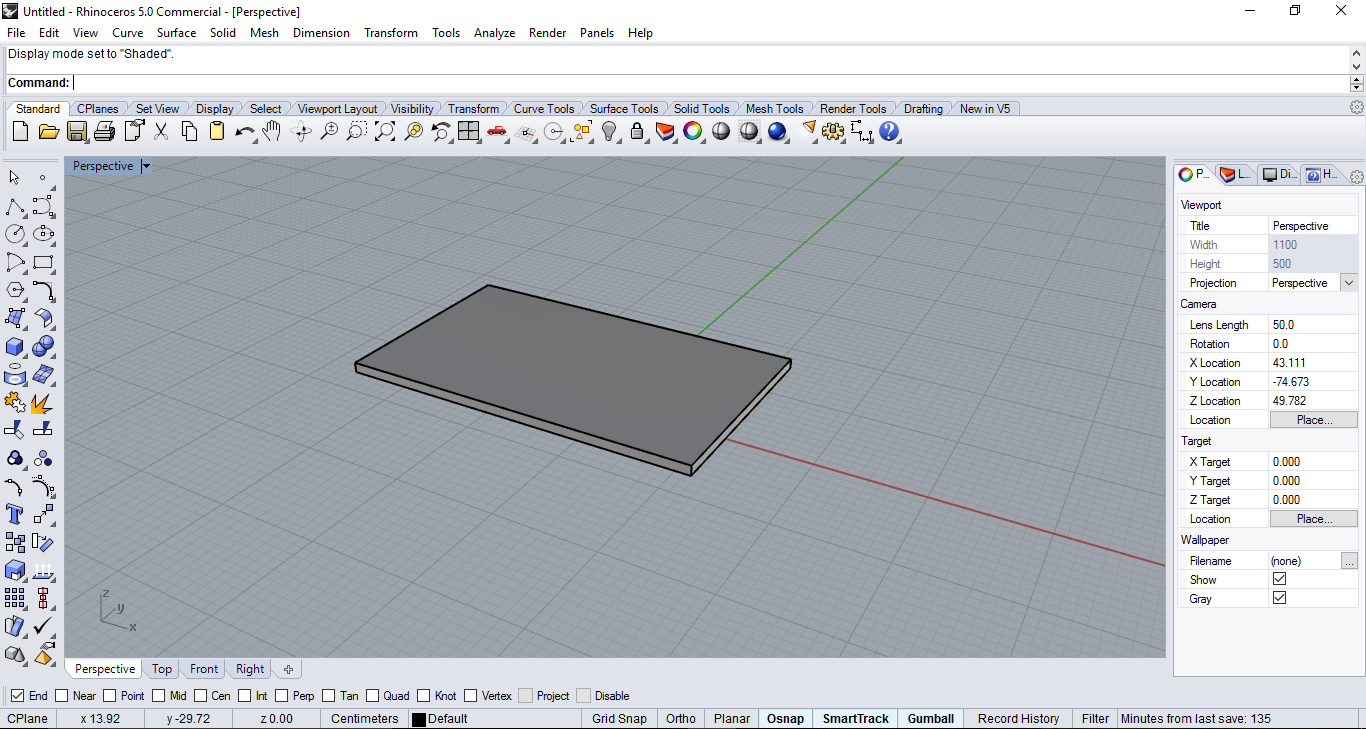 Untitled - Rhinoceros 5.0 Commercial - [Perspective]
File Edit View Curve Surface Solid Mesh Dimension Transform Tools Analyze Render Panels Help
Display mode set to "Shaded".
Command:
Standard CPlanes Set View Display Select Viewport Layout Visibility Transform Curve Tools Surface Tools Solid Tools Mesh Tools Render Tools Drafting New in V5
Perspective
P... L... Di... H...
Viewport
Title Perspective
Width 1100
Height 500
Projection Perspective
Camera
Lens Length 50.0
Rotation 0.0
X Location 43.111
Y Location -74.673
Z Location 49.782
Location Place...
Target
X Target 0.000
Y Target 0.000
Z Target 0.000
Location Place...
Wallpaper
Filename (none) ...
Show
Gray
z
y
x
Perspective Top Front Right
End Near Point Mid Cen Int Perp Tan Quad Knot Vertex Project Disable
CPlane x 13.92 y -29.72 z 0.00 Centimeters Default Grid Snap Ortho Planar Osnap SmartTrack Gumball Record History Filter Minutes from last save: 135